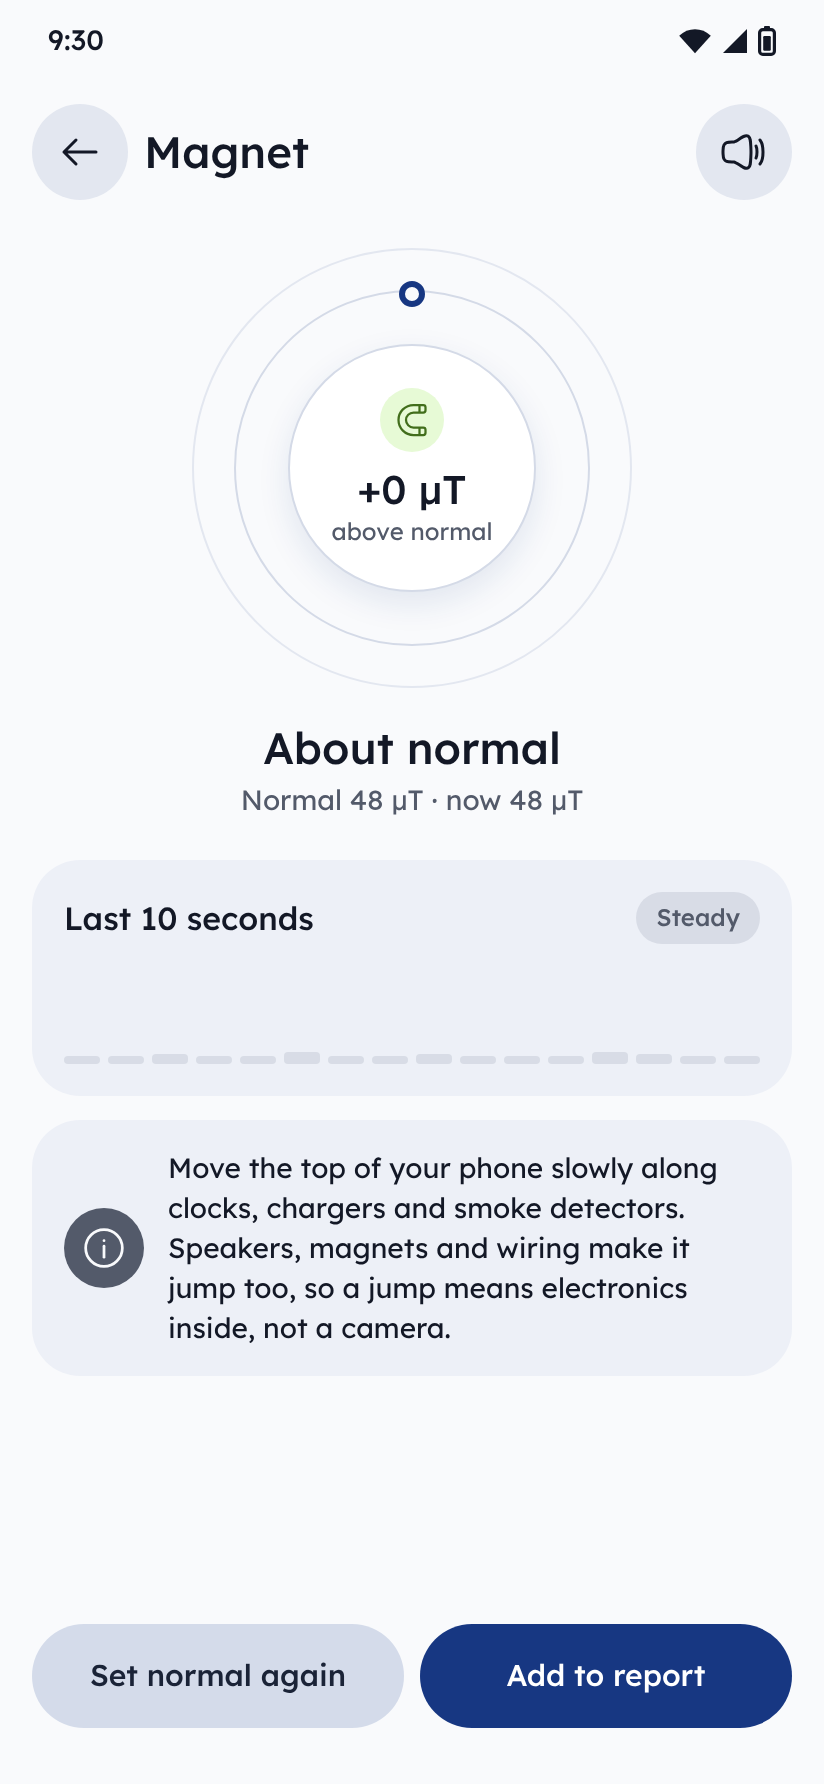 9:30
Magnet
+0 µT
above normal
About normal
Normal 48 µT · now 48 µT
Last 10 seconds
Steady
Move the top of your phone slowly along
clocks, chargers and smoke detectors.
Speakers, magnets and wiring make it
jump too, so a jump means electronics
inside, not a camera.
Set normal again
Add to report